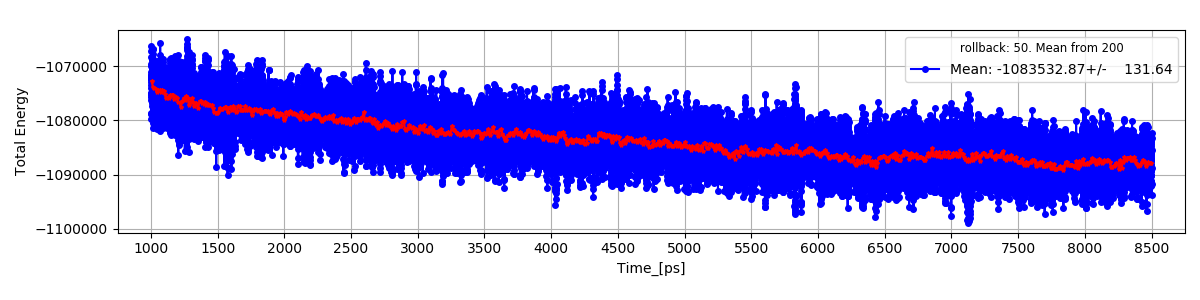 rollback: 50. Mean from 200
Mean: -1083532.87+/-    131.64
Total Energy
−1070000
−1080000
−1090000
−1100000
1000 1500 2000 2500 3000 3500 4000 4500 5000 5500 6000 6500 7000 7500 8000 8500
Time_[ps]